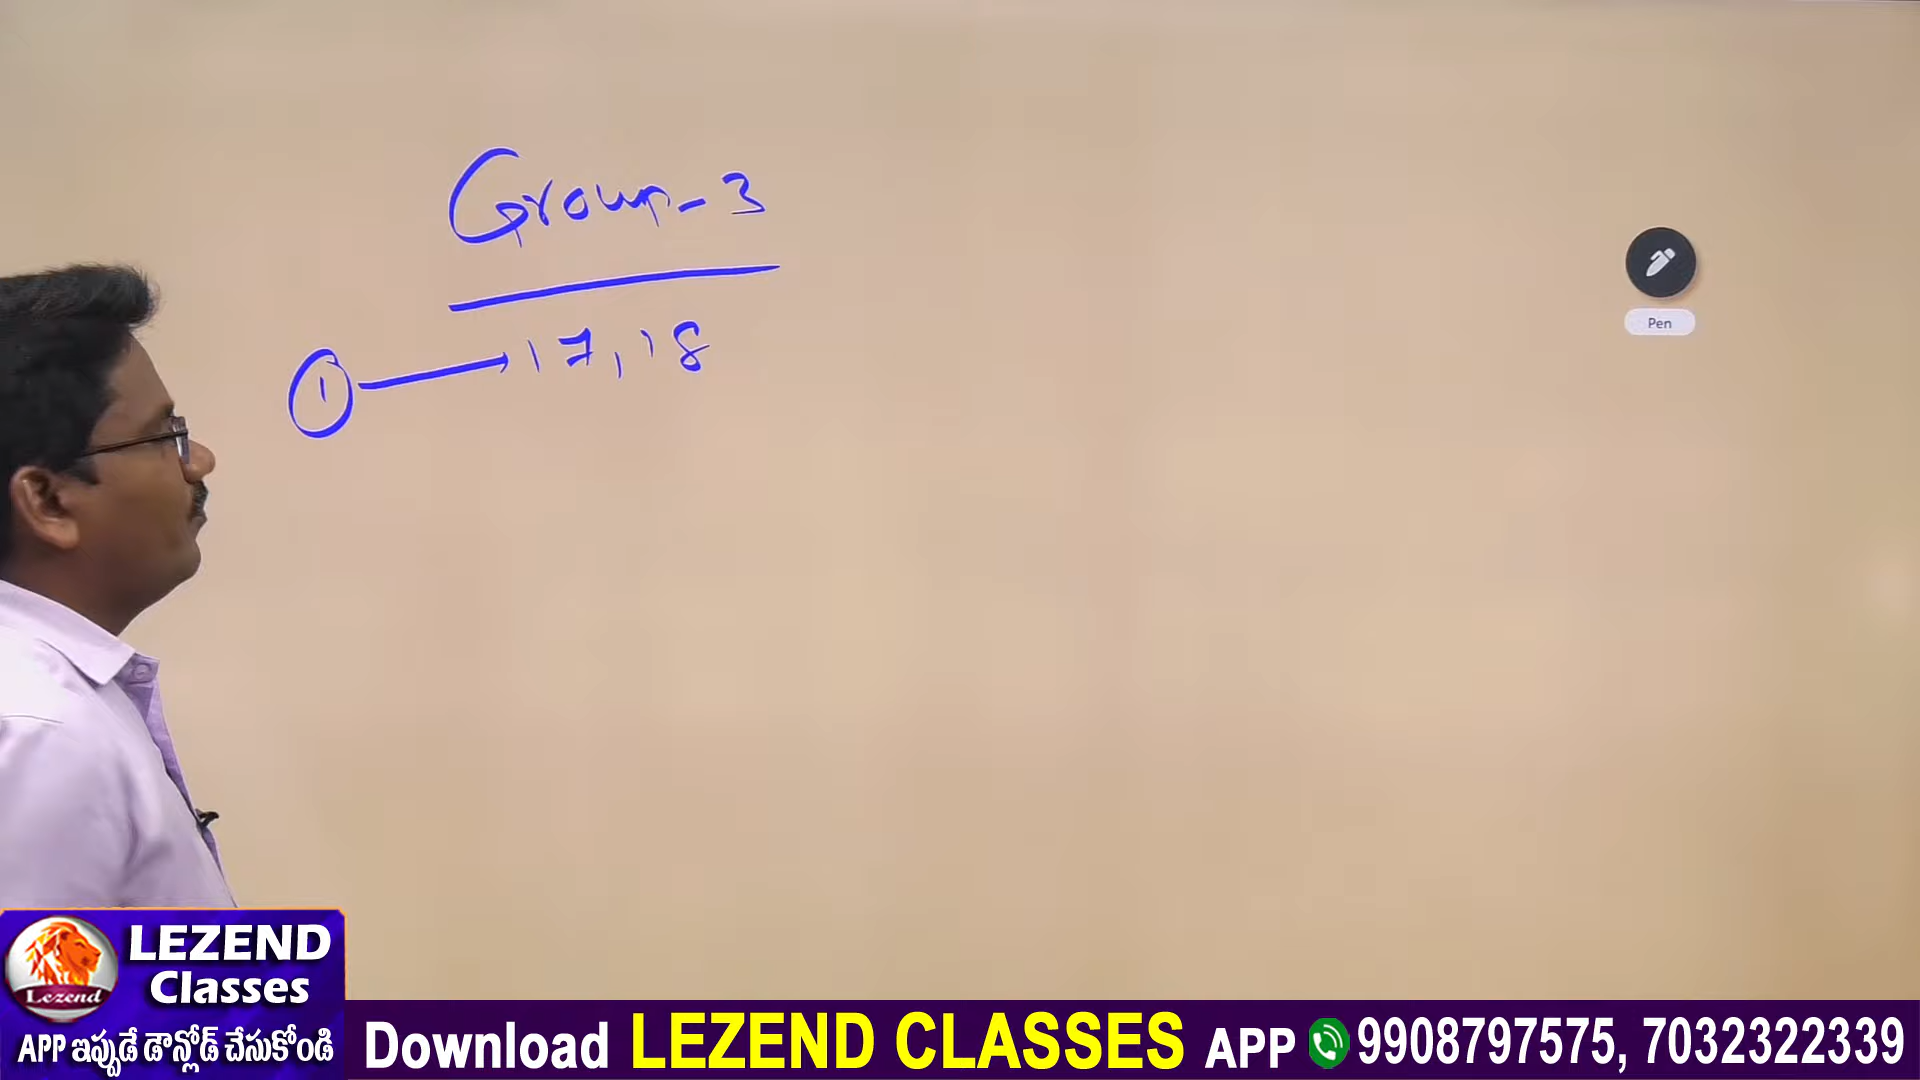 Group-3
① → 17, 18
Pen
LEZEND
Classes
Lezend
APP ఇప్పుడే డౌన్లోడ్ చేసుకోండి
Download LEZEND CLASSES APP 9908797575, 7032322339